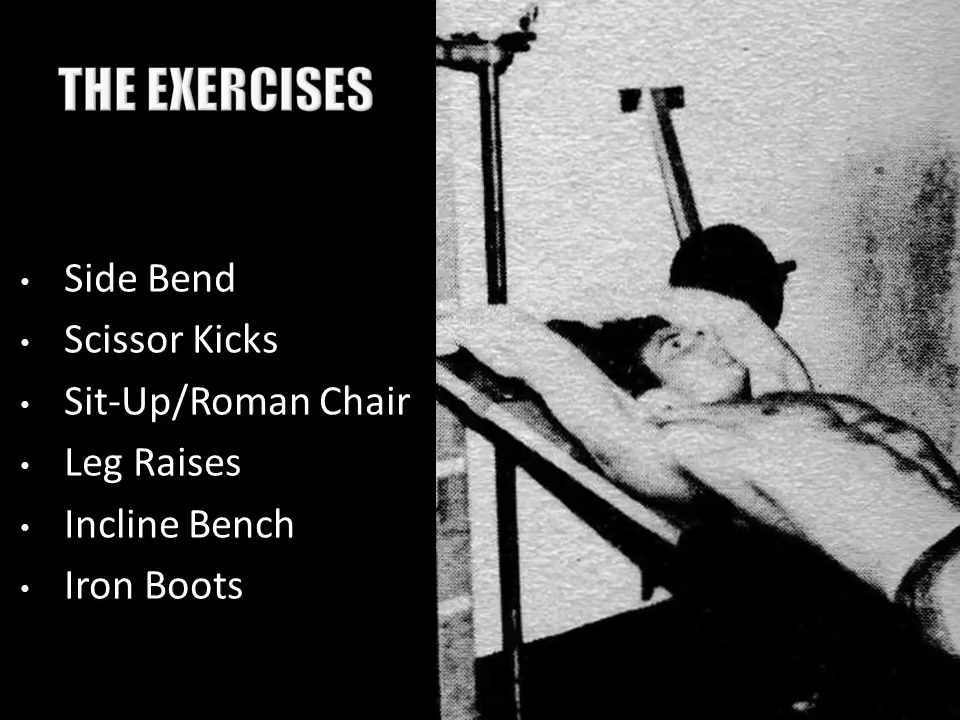 THE EXERCISES
• Side Bend
• Scissor Kicks
• Sit-Up/Roman Chair
• Leg Raises
• Incline Bench
• Iron Boots